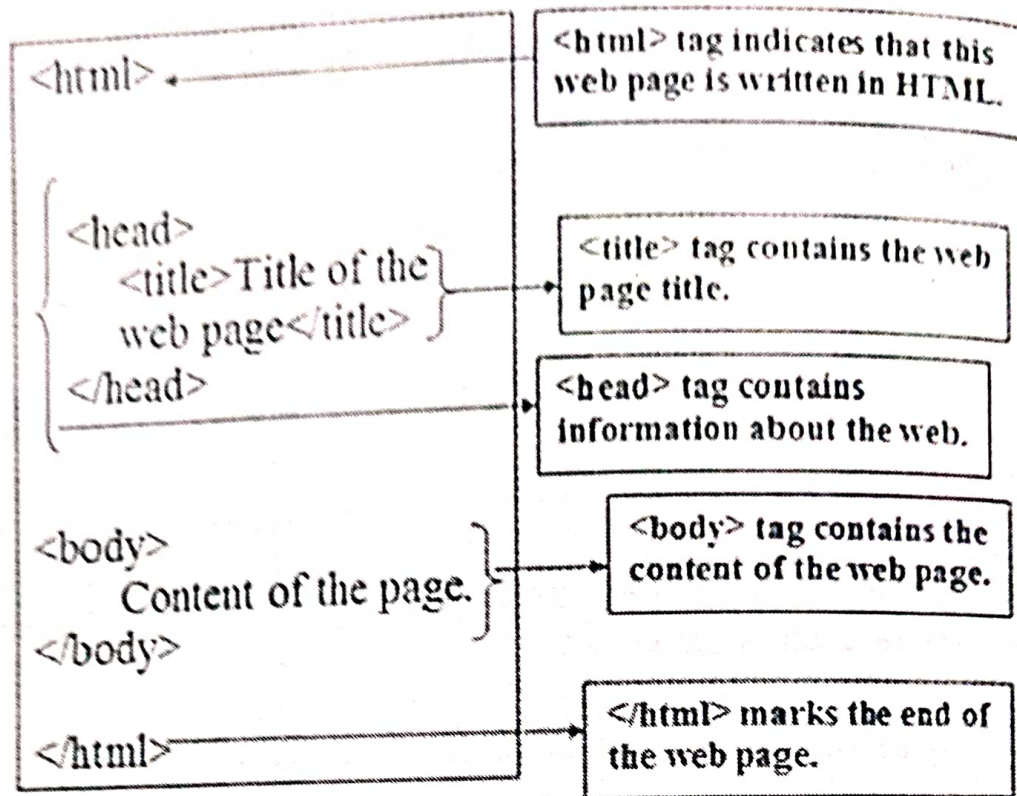 <html>
<head>
<title>Title of the
web page</title>
</head>
<body>
Content of the page.
</body>
</html>
<html> tag indicates that this
web page is written in HTML.
<title> tag contains the web
page title.
<head> tag contains
information about the web.
<body> tag contains the
content of the web page.
</html> marks the end of
the web page.